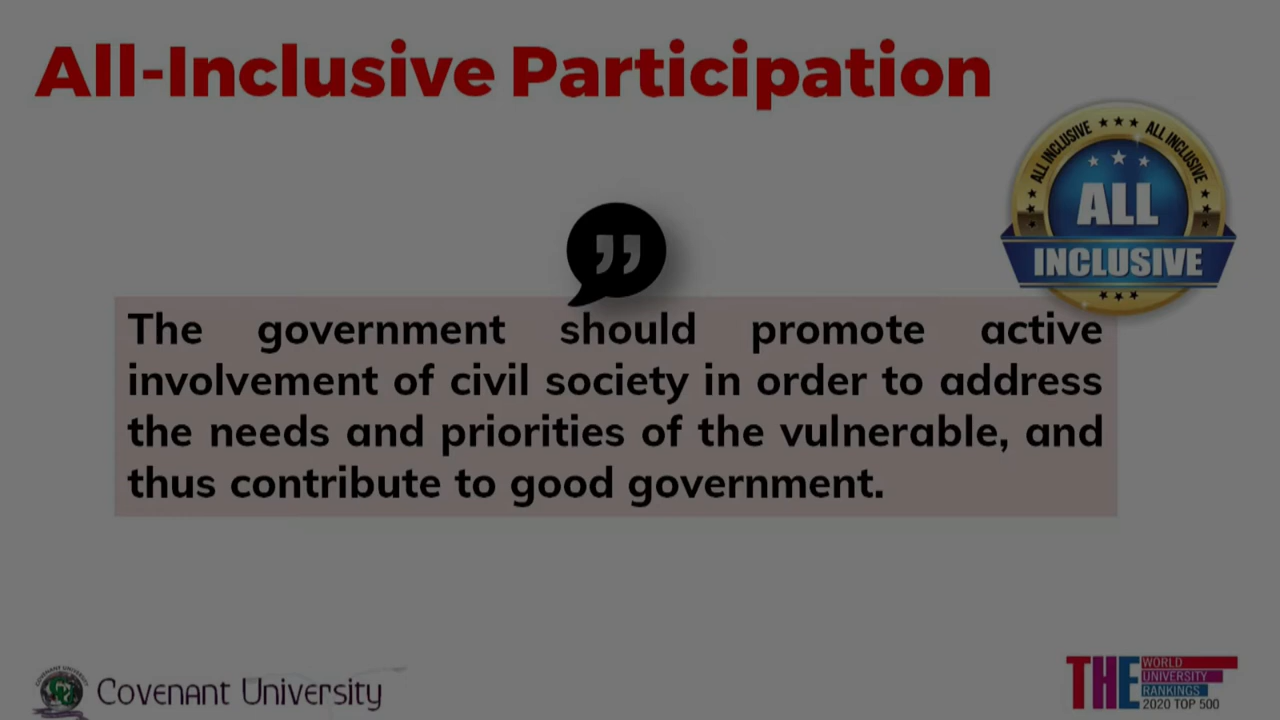 All-Inclusive Participation
ALL INCLUSIVE ALL INCLUSIVE
ALL
INCLUSIVE
The government should promote active
involvement of civil society in order to address
the needs and priorities of the vulnerable, and
thus contribute to good government.
COVENANT UNIVERSITY
Covenant University
THE WORLD
UNIVERSITY
RANKINGS
2020 TOP 500